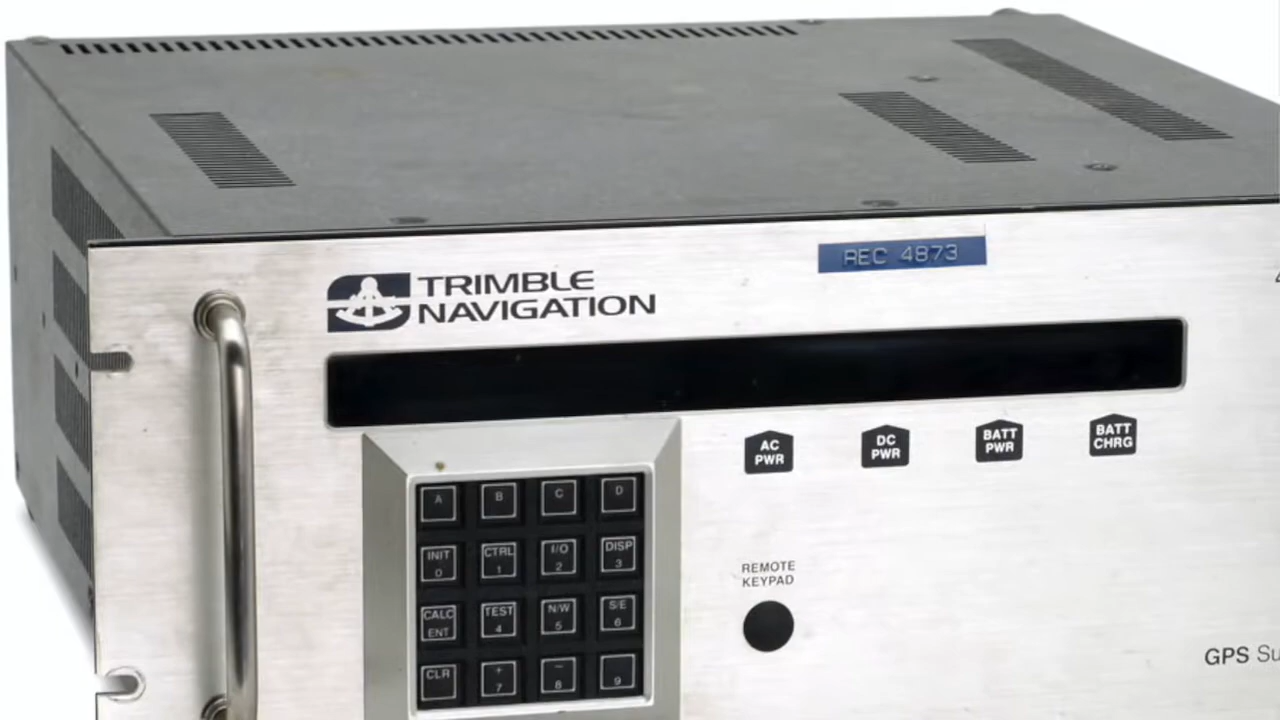 REC 4873
TRIMBLE
NAVIGATION
4
AC
PWR
DC
PWR
BATT
PWR
BATT
CHRG
A
B
C
D
INIT
0
CTRL
1
I/O
2
DISP
3
CALC
ENT
TEST
4
N/W
5
S/E
6
CLR
+
7
−
8
9
REMOTE
KEYPAD
GPS Su